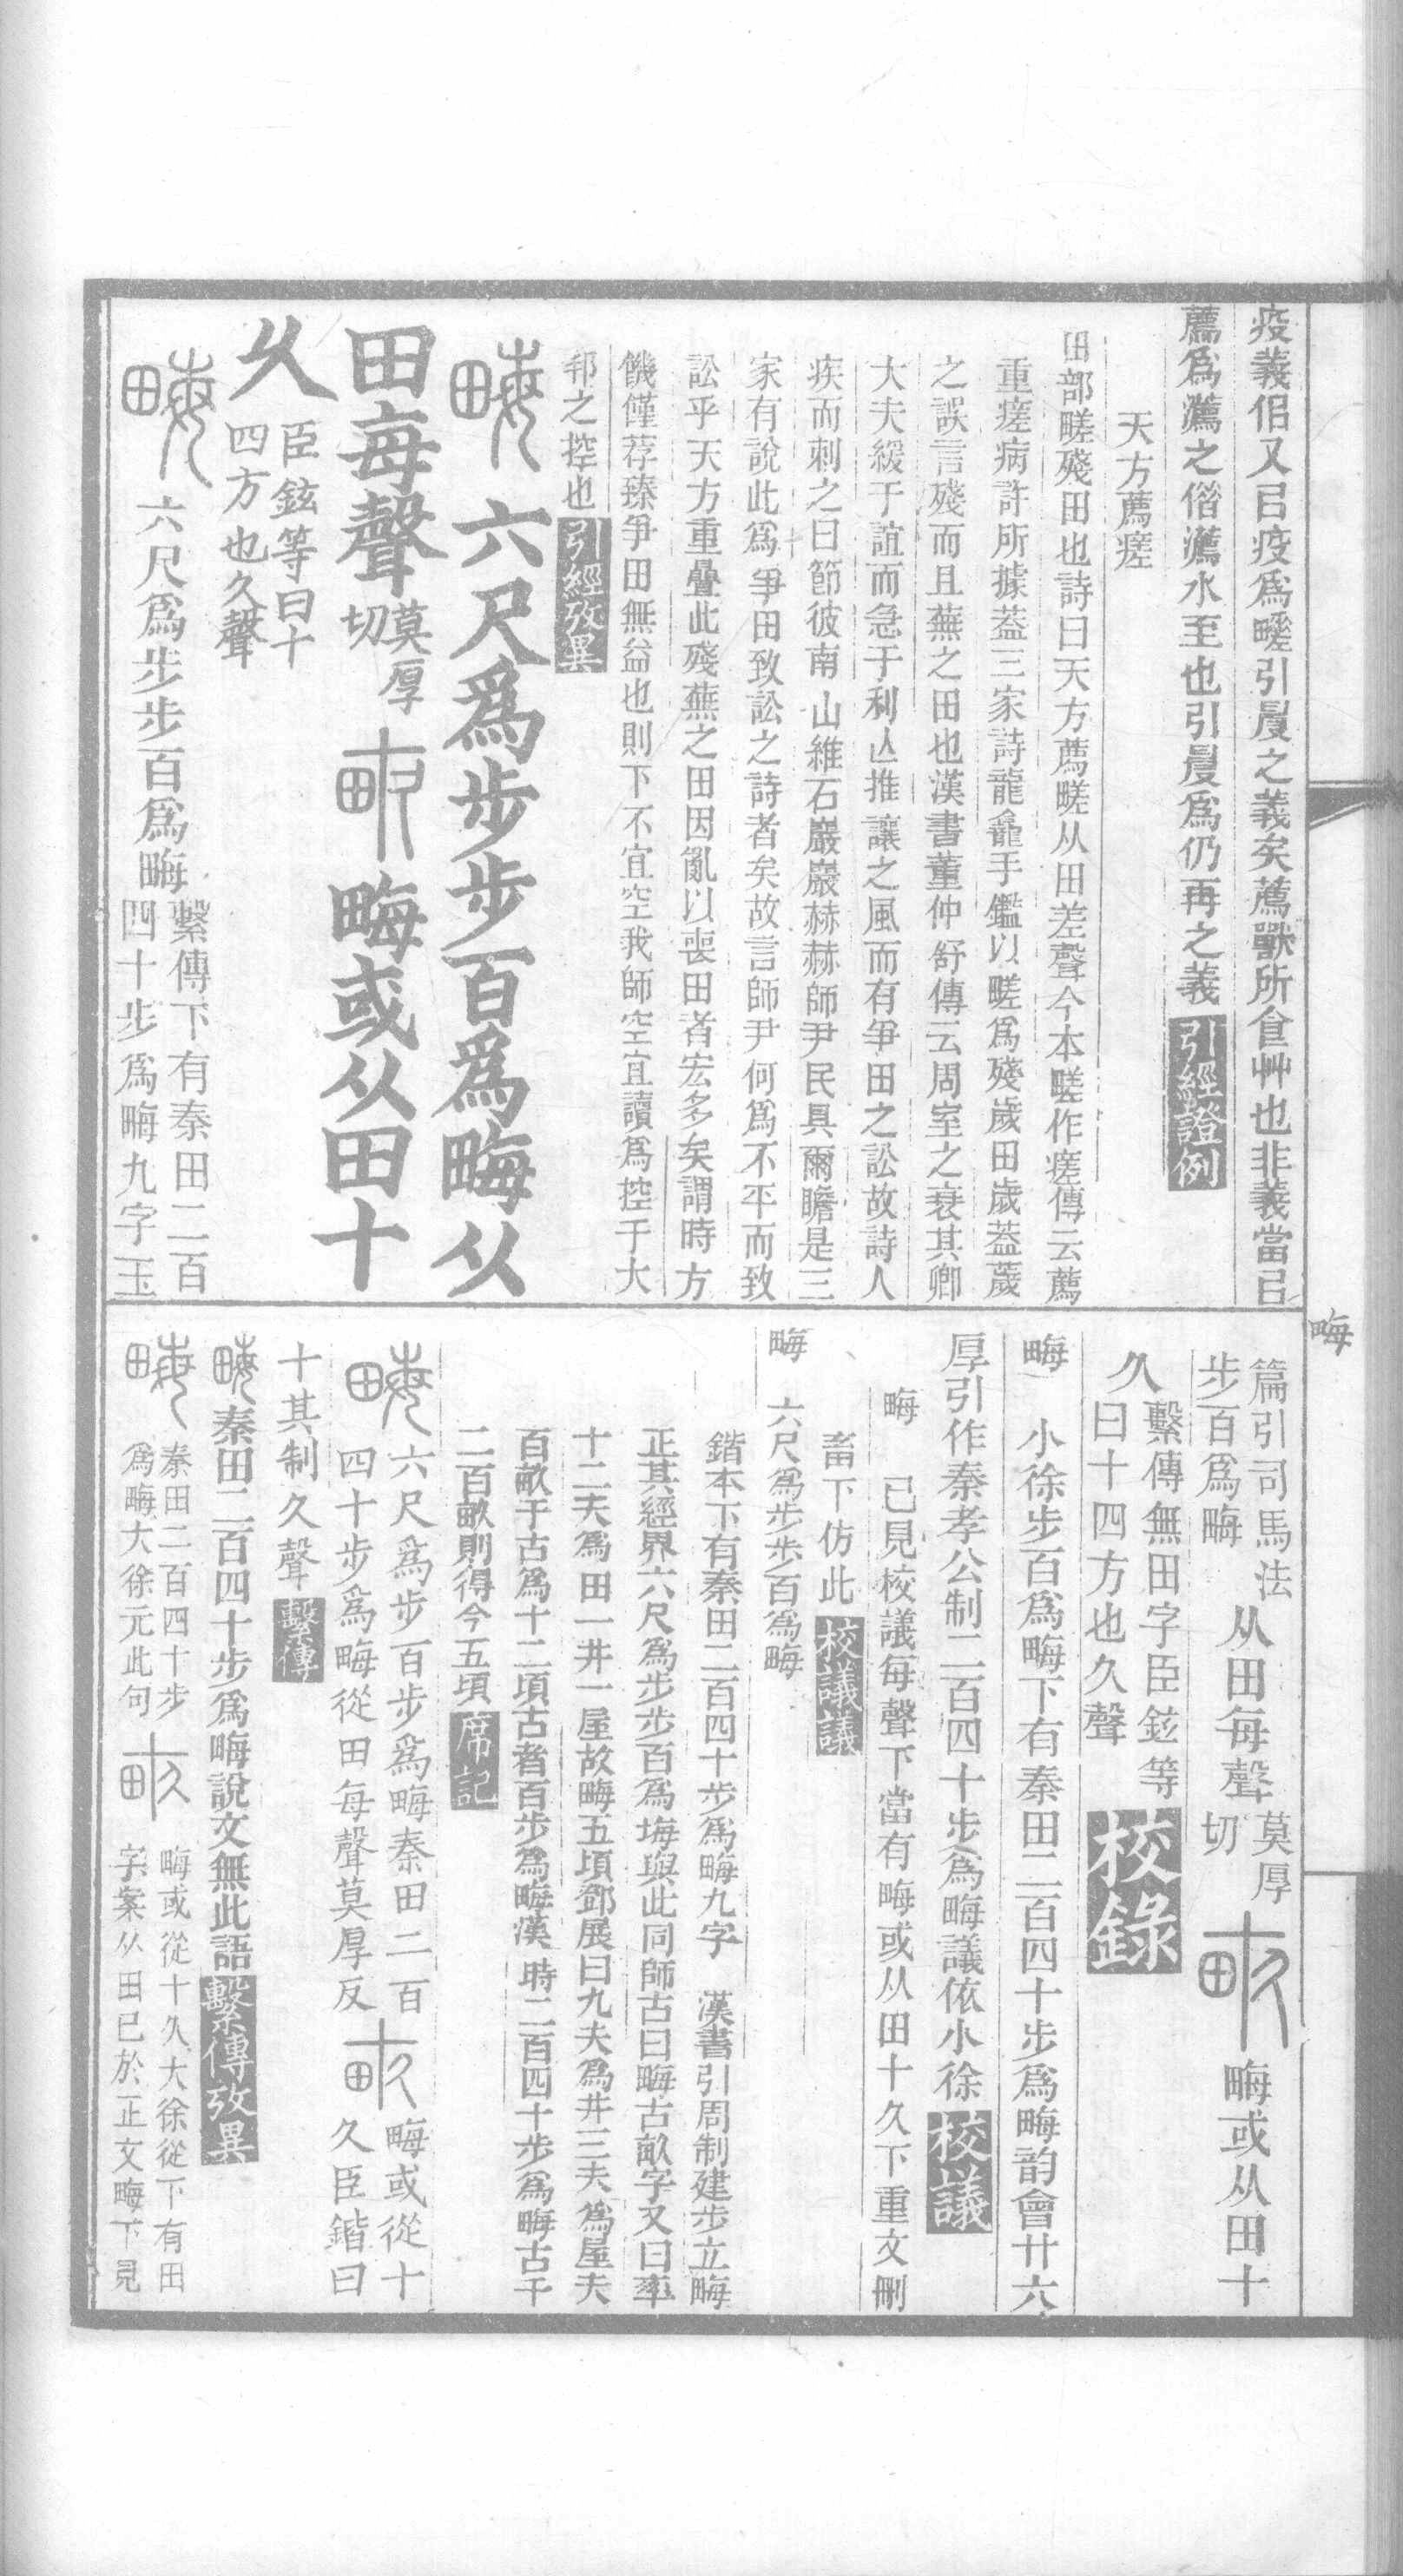 疫義佀又㠯疫爲㽨引㬅之義矣薦獸所食艸也非義當㠯
薦爲瀳之偕瀳水至也引㬅爲仍再之義引經證例
天方薦瘥
田部㽨殘田也詩曰天方薦㽨从田差聲今本㽨作瘥傳云薦
重瘥病許所據蓋三家詩龍龕手鑑以㽨爲殘歲田歲蓋薉
之誤言殘而且蕪之田也漢書董仲舒傳云周室之衰其卿
大夫緩于誼而急于利亾推讓之風而有爭田之訟故詩人
疾而刺之曰節彼南山維石巖巖赫赫師尹民具爾瞻是三
家有說此爲爭田致訟之詩者矣故言師尹何爲不平而致
訟乎天方重疊此殘蕪之田因亂以喪田者宏多矣謂時方
饑饉荐臻爭田無益也則下不宜空我師空宜讀爲控于大
邦之控也引經攷異
畮六尺爲步步百爲畮从
田每聲莫厚切畞畮或从田十
久臣鉉等曰十四方也久聲
畮六尺爲步步百爲畮繫傳下有秦田二百四十步爲畮九字玉
畮
篇引司馬法步百爲畮从田每聲莫厚切畞畮或从田十
久繫傳無田字臣鉉等曰十四方也久聲校錄
畮小徐步百爲畮下有秦田二百四十步爲畮韵會廿六
厚引作秦孝公制二百四十步爲畮議依小徐校議
畮已見校議每聲下當有畮或从田十久下重文刪
畜下仿此校議議
畮六尺爲步步百爲畮
鍇本下有秦田二百四十步爲畮九字 漢書引周制建步立畮
正其經界六尺爲步步百爲塢與此同師古曰畮古畞字又曰率
十二夫爲田一井一屋故畮五頃鄧展曰九夫爲井三夫爲屋夫
百畞于古爲十二頃古者百步爲畮漢時二百四十步爲畮古千
二百畞則得今五頃席記
畮六尺爲步百步爲畮秦田二百四十步爲畮從田每聲莫厚反畞畮或從十久臣鍇曰
十其制久聲繫傳
畮秦田二百四十步爲畮說文無此語繫傳攷異
畮秦田二百四十步爲畮大徐元此句畞畮或從十久大徐從下有田字案从田已於正文畮下見